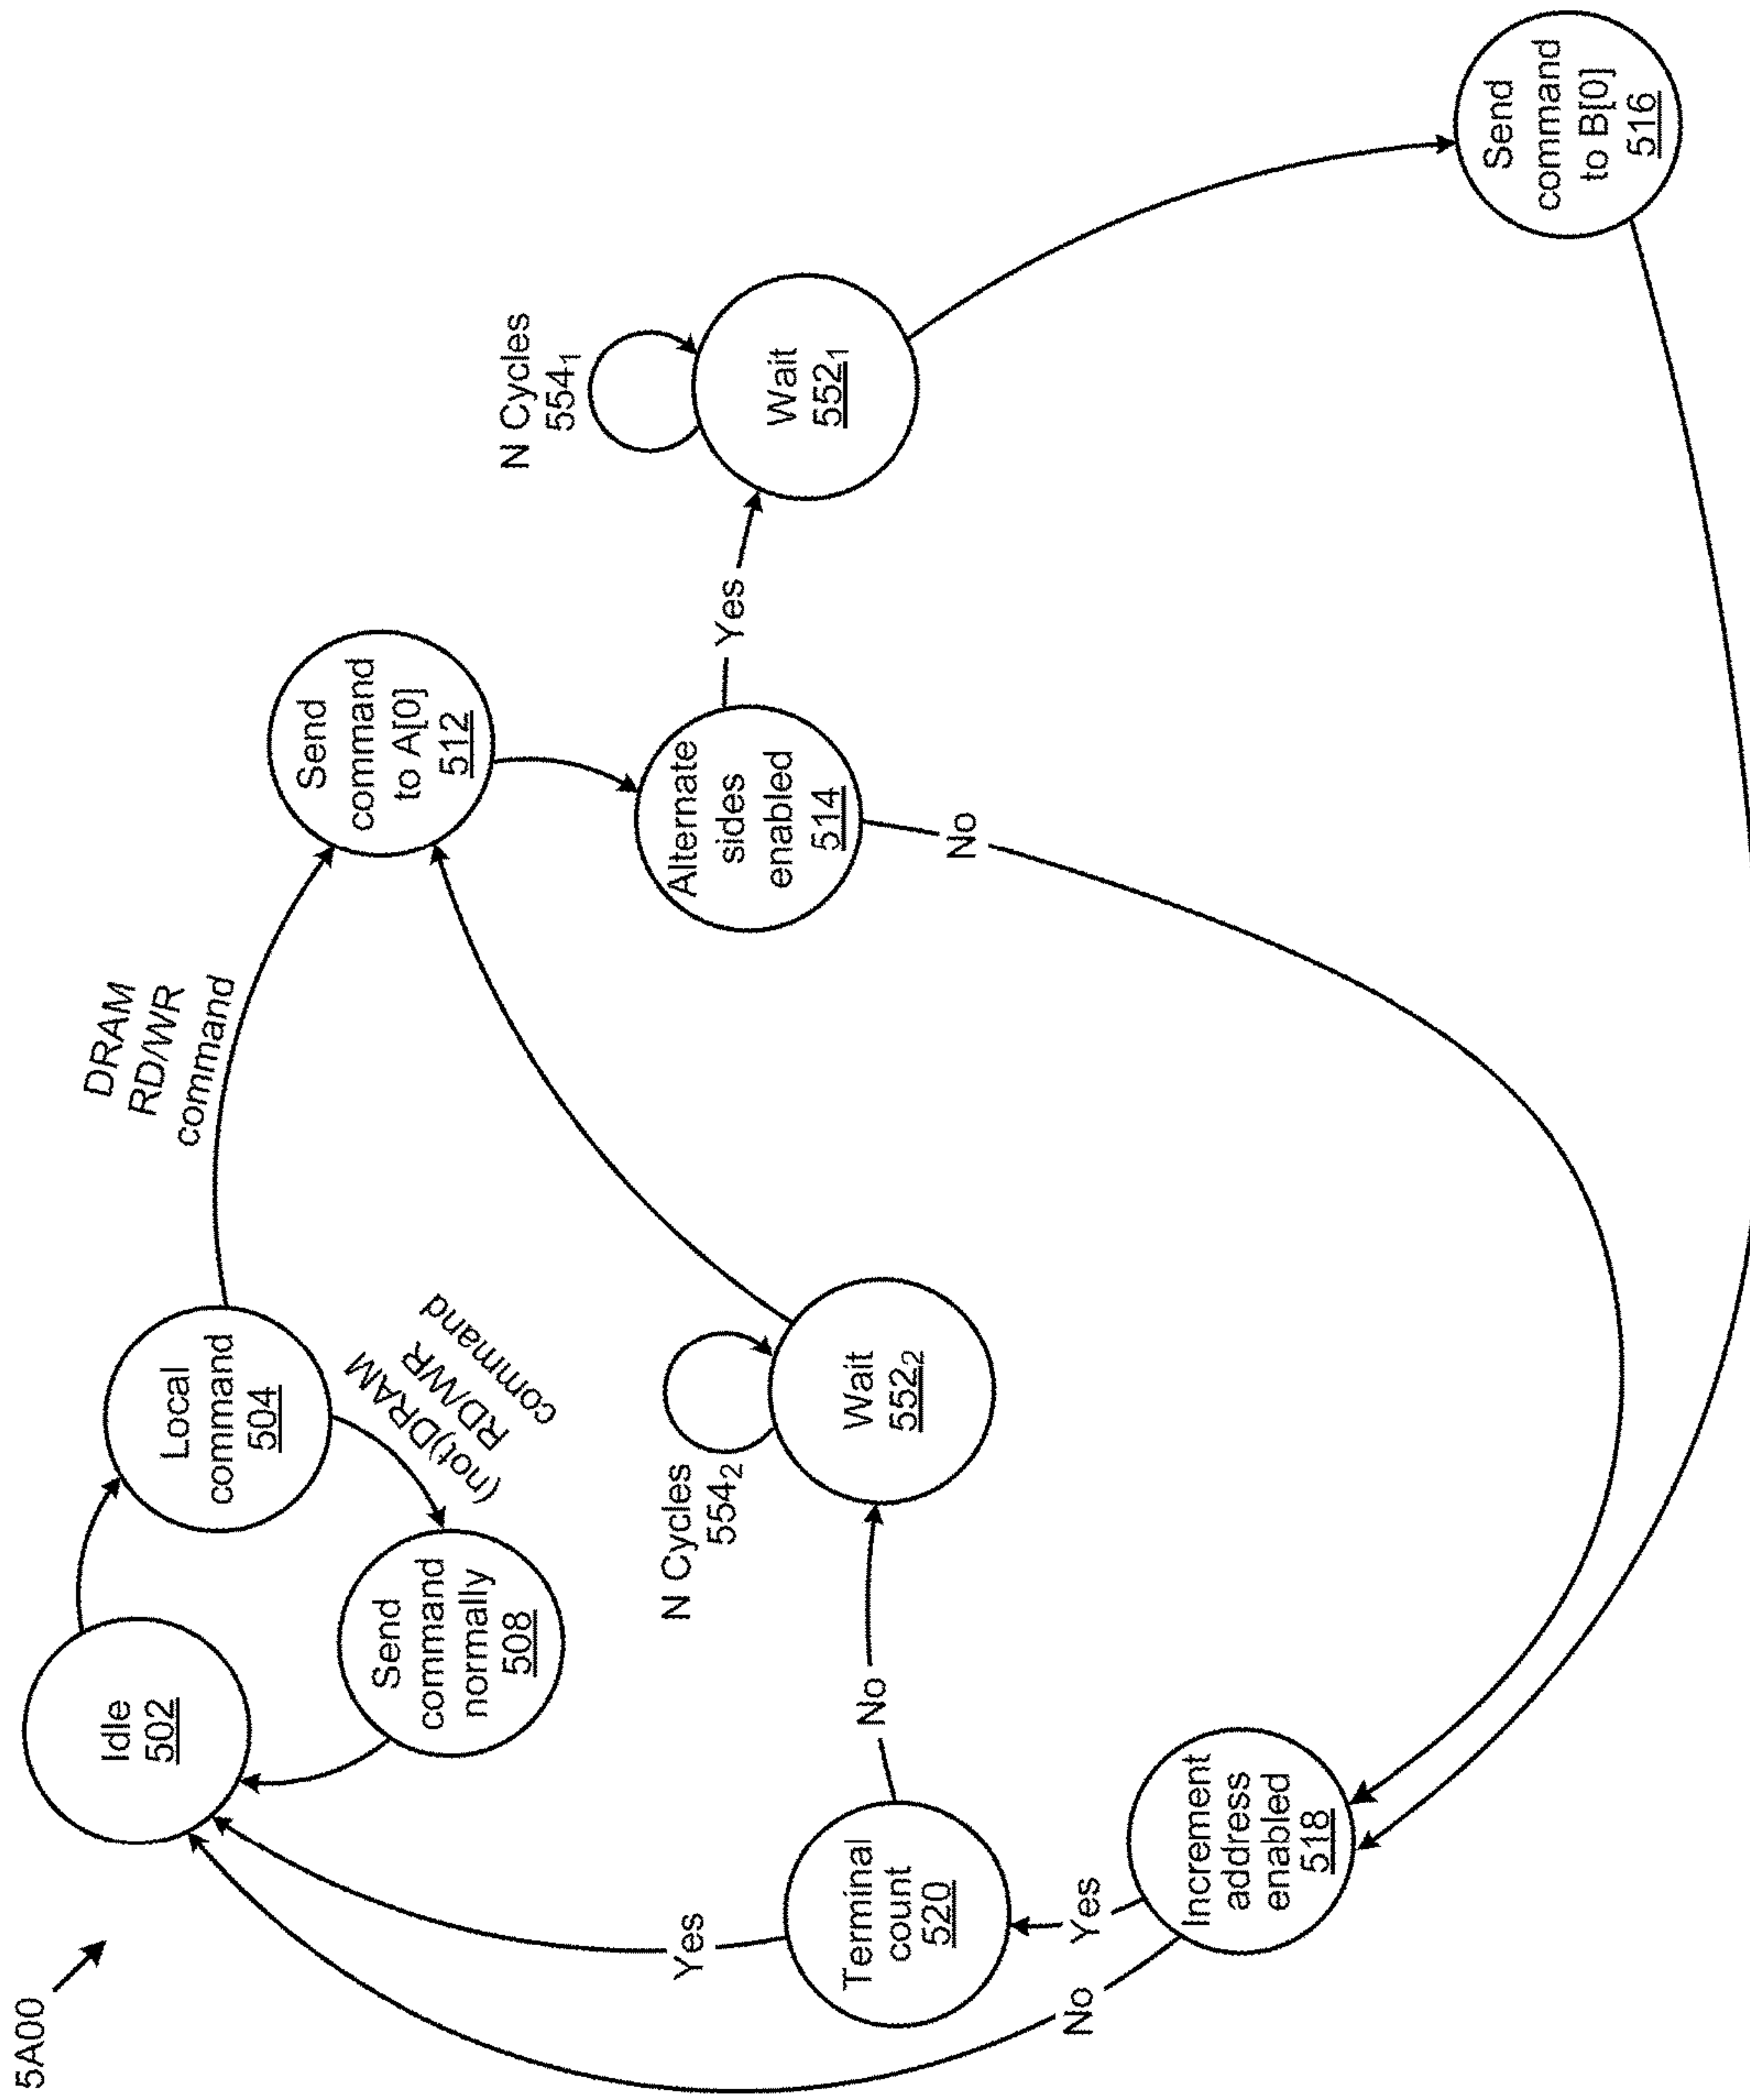 5A00
Idle
502
Local
command
504
DRAM
RD/WR
command
(not)DRAM
RD/WR
command
Send
command
normally
508
Send
command
to A[0]
512
Alternate
sides
enabled
514
Yes
No
N Cycles
554₁
Wait
552₁
Send
command
to B[0]
516
N Cycles
554₂
Wait
552₂
No
Terminal
count
520
Yes
Yes
No
Increment
address
enabled
518